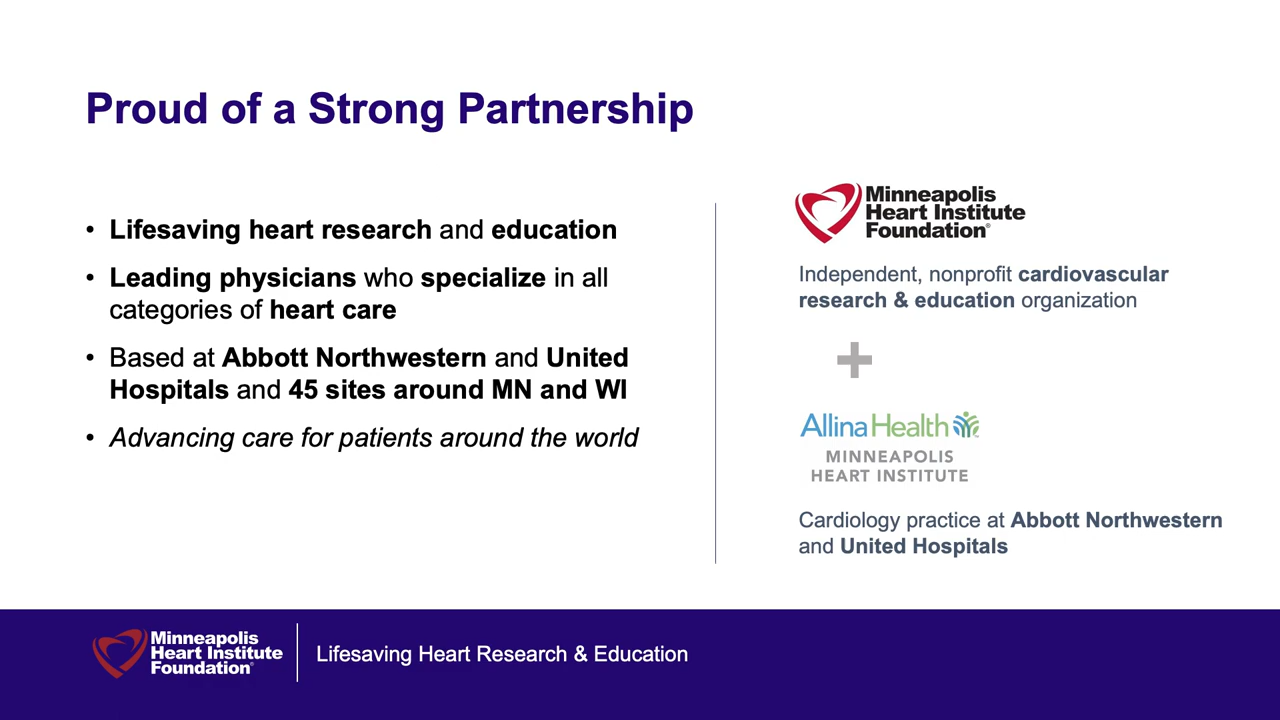 Proud of a Strong Partnership
• Lifesaving heart research and education
• Leading physicians who specialize in all
categories of heart care
• Based at Abbott Northwestern and United
Hospitals and 45 sites around MN and WI
• Advancing care for patients around the world
Minneapolis
Heart Institute
Foundation®
Independent, nonprofit cardiovascular
research & education organization
+
Allina Health
MINNEAPOLIS
HEART INSTITUTE
Cardiology practice at Abbott Northwestern
and United Hospitals
Minneapolis
Heart Institute
Foundation®
Lifesaving Heart Research & Education